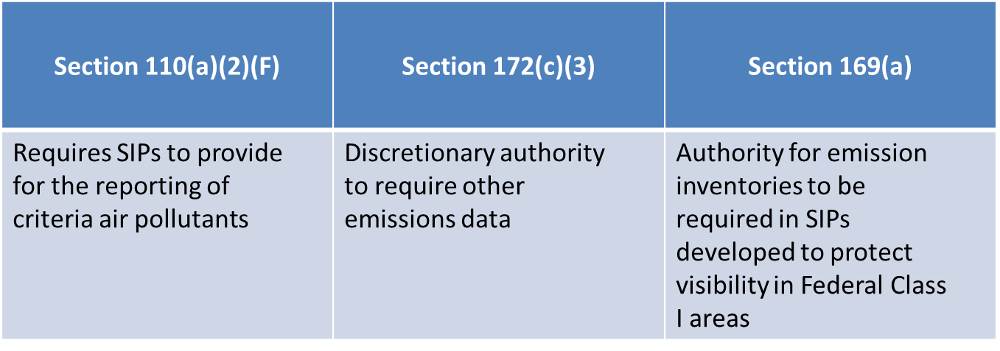 Section 110(a)(2)(F)
Section 172(c)(3)
Section 169(a)
Requires SIPs to provide
for the reporting of
criteria air pollutants
Discretionary authority
to require other
emissions data
Authority for emission
inventories to be
required in SIPs
developed to protect
visibility in Federal Class
I areas